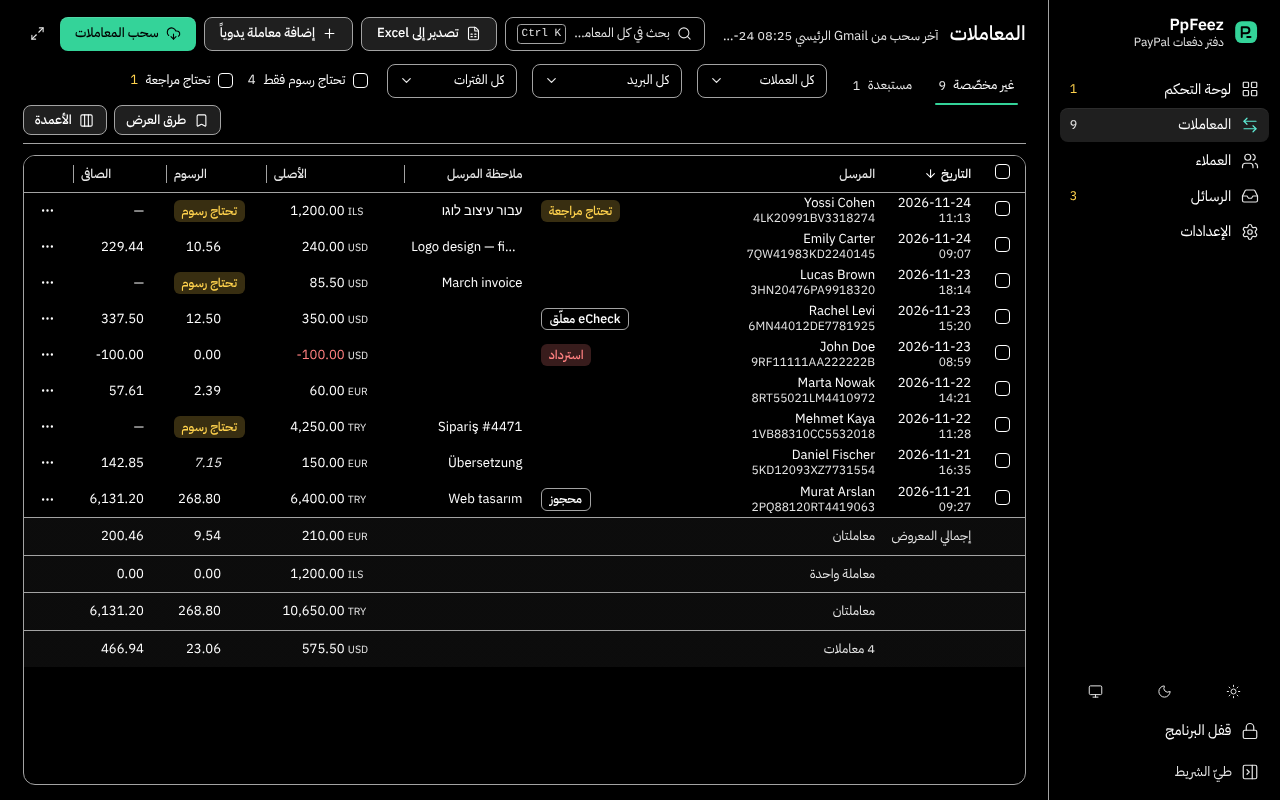 PpFeez
دفتر دفعات PayPal
لوحة التحكم 1
المعاملات 9
العملاء
الرسائل 3
الإعدادات
قفل البرنامج
طيّ الشريط
المعاملات
آخر سحب من Gmail الرئيسي 08:25 24-...
بحث في كل المعام... Ctrl K
تصدير إلى Excel
إضافة معاملة يدوياً
سحب المعاملات
غير مخصّصة 9
مستبعدة 1
كل العملات
كل البريد
كل الفترات
تحتاج رسوم فقط 4
تحتاج مراجعة 1
طرق العرض
الأعمدة
التاريخ المرسل ملاحظة المرسل الأصلي الرسوم الصافي
2026-11-24 Yossi Cohen تحتاج مراجعة עבור עיצוב לוגו 1,200.00 ILS تحتاج رسوم —
11:13 4LK20991BV3318274
2026-11-24 Emily Carter Logo design — fi... 240.00 USD 10.56 229.44
09:07 7QW41983KD2240145
2026-11-23 Lucas Brown March invoice 85.50 USD تحتاج رسوم —
18:14 3HN20476PA9918320
2026-11-23 Rachel Levi eCheck معلّق 350.00 USD 12.50 337.50
15:20 6MN44012DE7781925
2026-11-23 John Doe استرداد -100.00 USD 0.00 -100.00
08:59 9RF11111AA222222B
2026-11-22 Marta Nowak 60.00 EUR 2.39 57.61
14:21 8RT55021LM4410972
2026-11-22 Mehmet Kaya Sipariş #4471 4,250.00 TRY تحتاج رسوم —
11:28 1VB88310CC5532018
2026-11-21 Daniel Fischer Übersetzung 150.00 EUR 7.15 142.85
16:35 5KD12093XZ7731554
2026-11-21 Murat Arslan محجوز Web tasarım 6,400.00 TRY 268.80 6,131.20
09:27 2PQ88120RT4419063
إجمالي المعروض معاملتان 210.00 EUR 9.54 200.46
معاملة واحدة 1,200.00 ILS 0.00 0.00
معاملتان 10,650.00 TRY 268.80 6,131.20
4 معاملات 575.50 USD 23.06 466.94